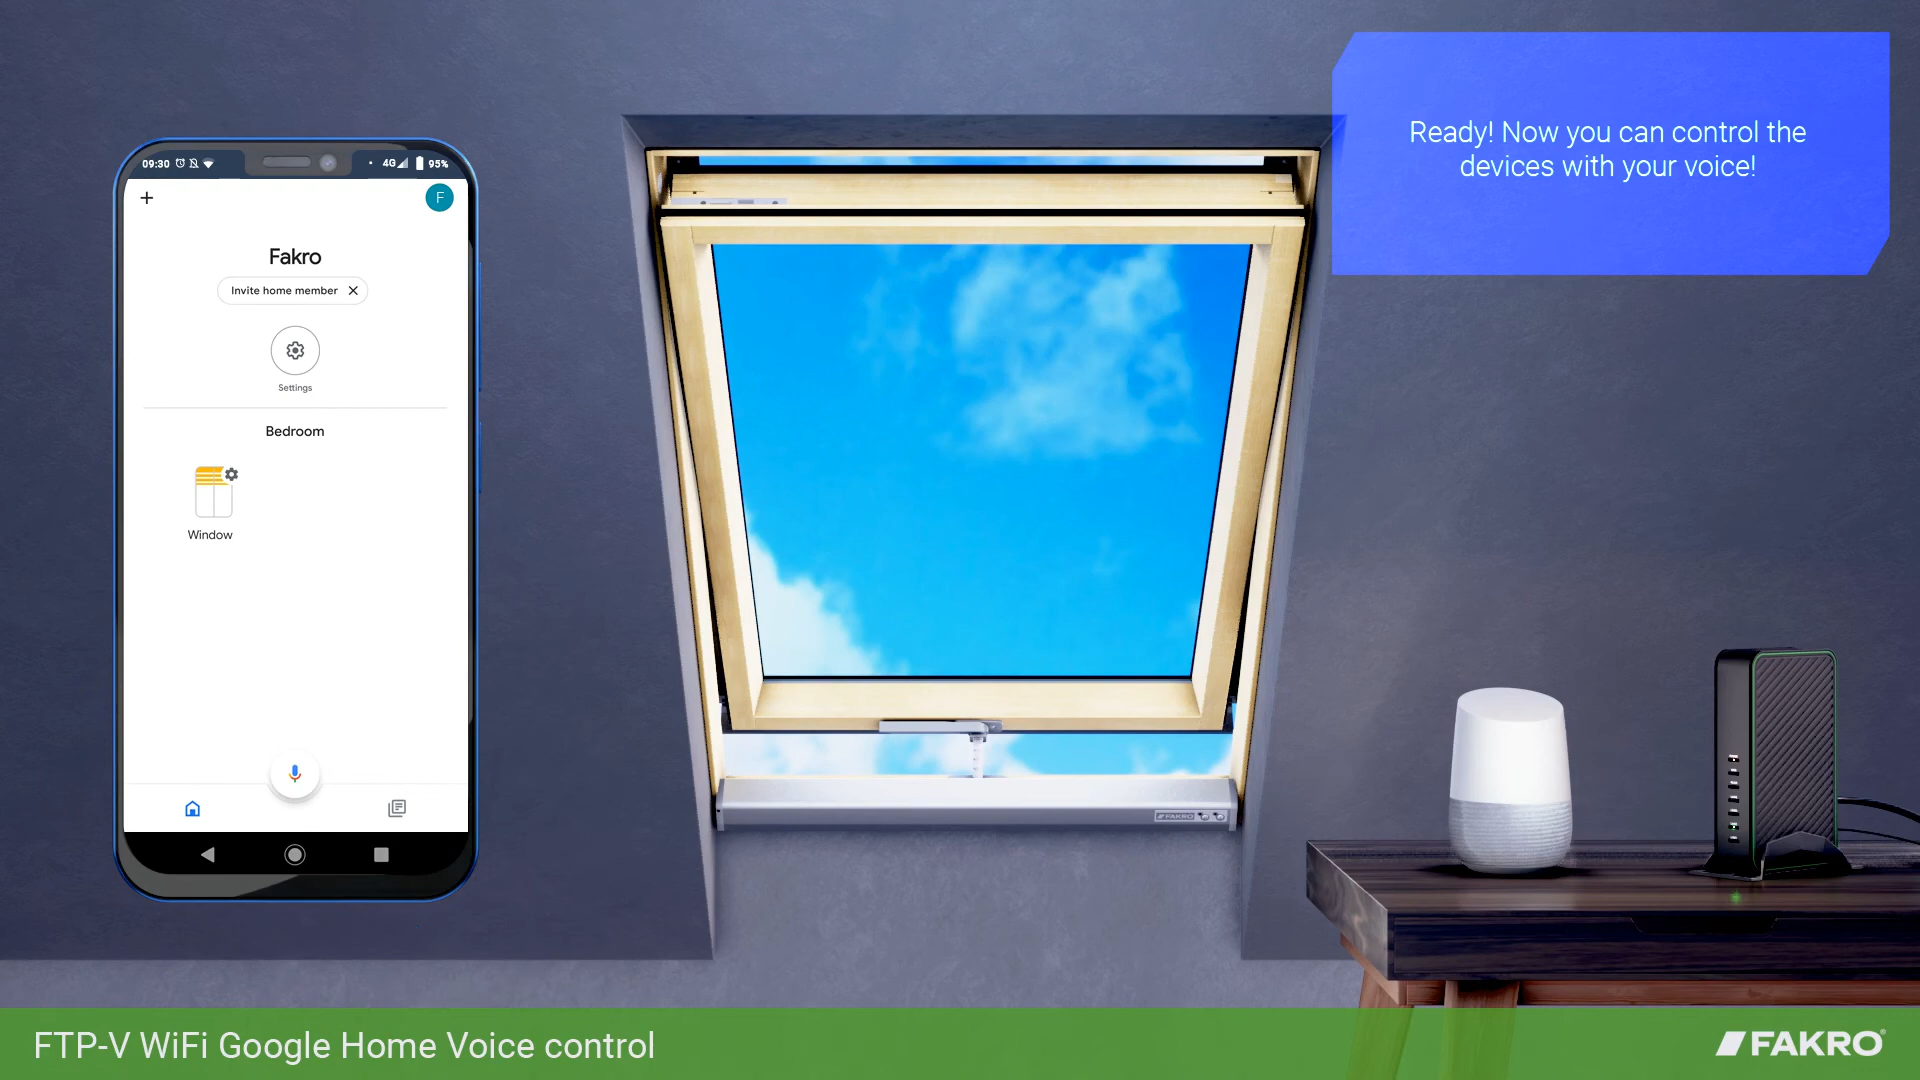 09:30
4G
95%
F
Fakro
Invite home member
Settings
Bedroom
Window
Ready! Now you can control the
devices with your voice!
FAKRO
FTP-V WiFi Google Home Voice control
FAKRO®